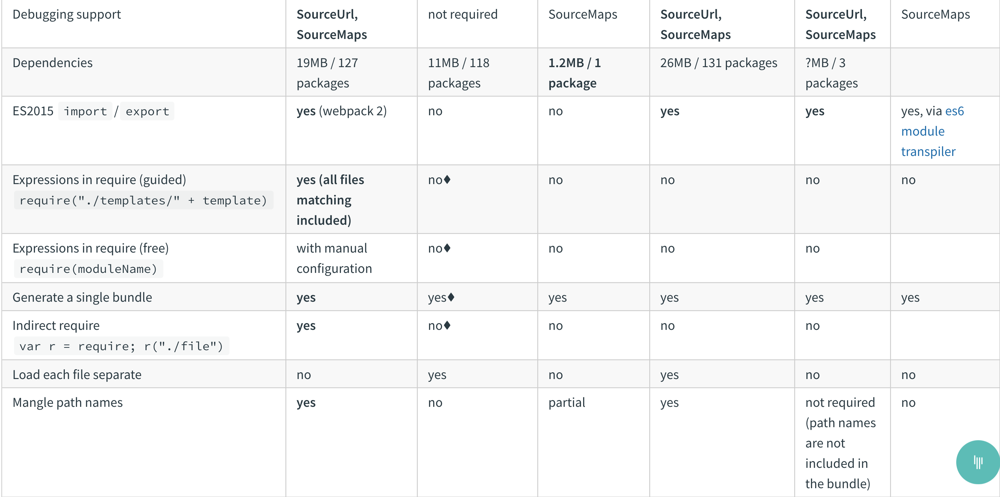 Debugging support
SourceUrl,
SourceMaps
not required
SourceMaps
SourceUrl,
SourceMaps
SourceUrl,
SourceMaps
SourceMaps
Dependencies
19MB / 127
packages
11MB / 118
packages
1.2MB / 1
package
26MB / 131 packages
?MB / 3
packages
ES2015 import / export
yes (webpack 2)
no
no
yes
yes
yes, via es6
module
transpiler
Expressions in require (guided)
require("./templates/" + template)
yes (all files
matching
included)
no♦
no
no
no
no
Expressions in require (free)
require(moduleName)
with manual
configuration
no♦
no
no
no
Generate a single bundle
yes
yes♦
yes
yes
yes
yes
Indirect require
var r = require; r("./file")
yes
no♦
no
no
no
Load each file separate
no
yes
no
yes
no
no
Mangle path names
yes
no
partial
yes
not required
(path names
are not
included in
the bundle)
no